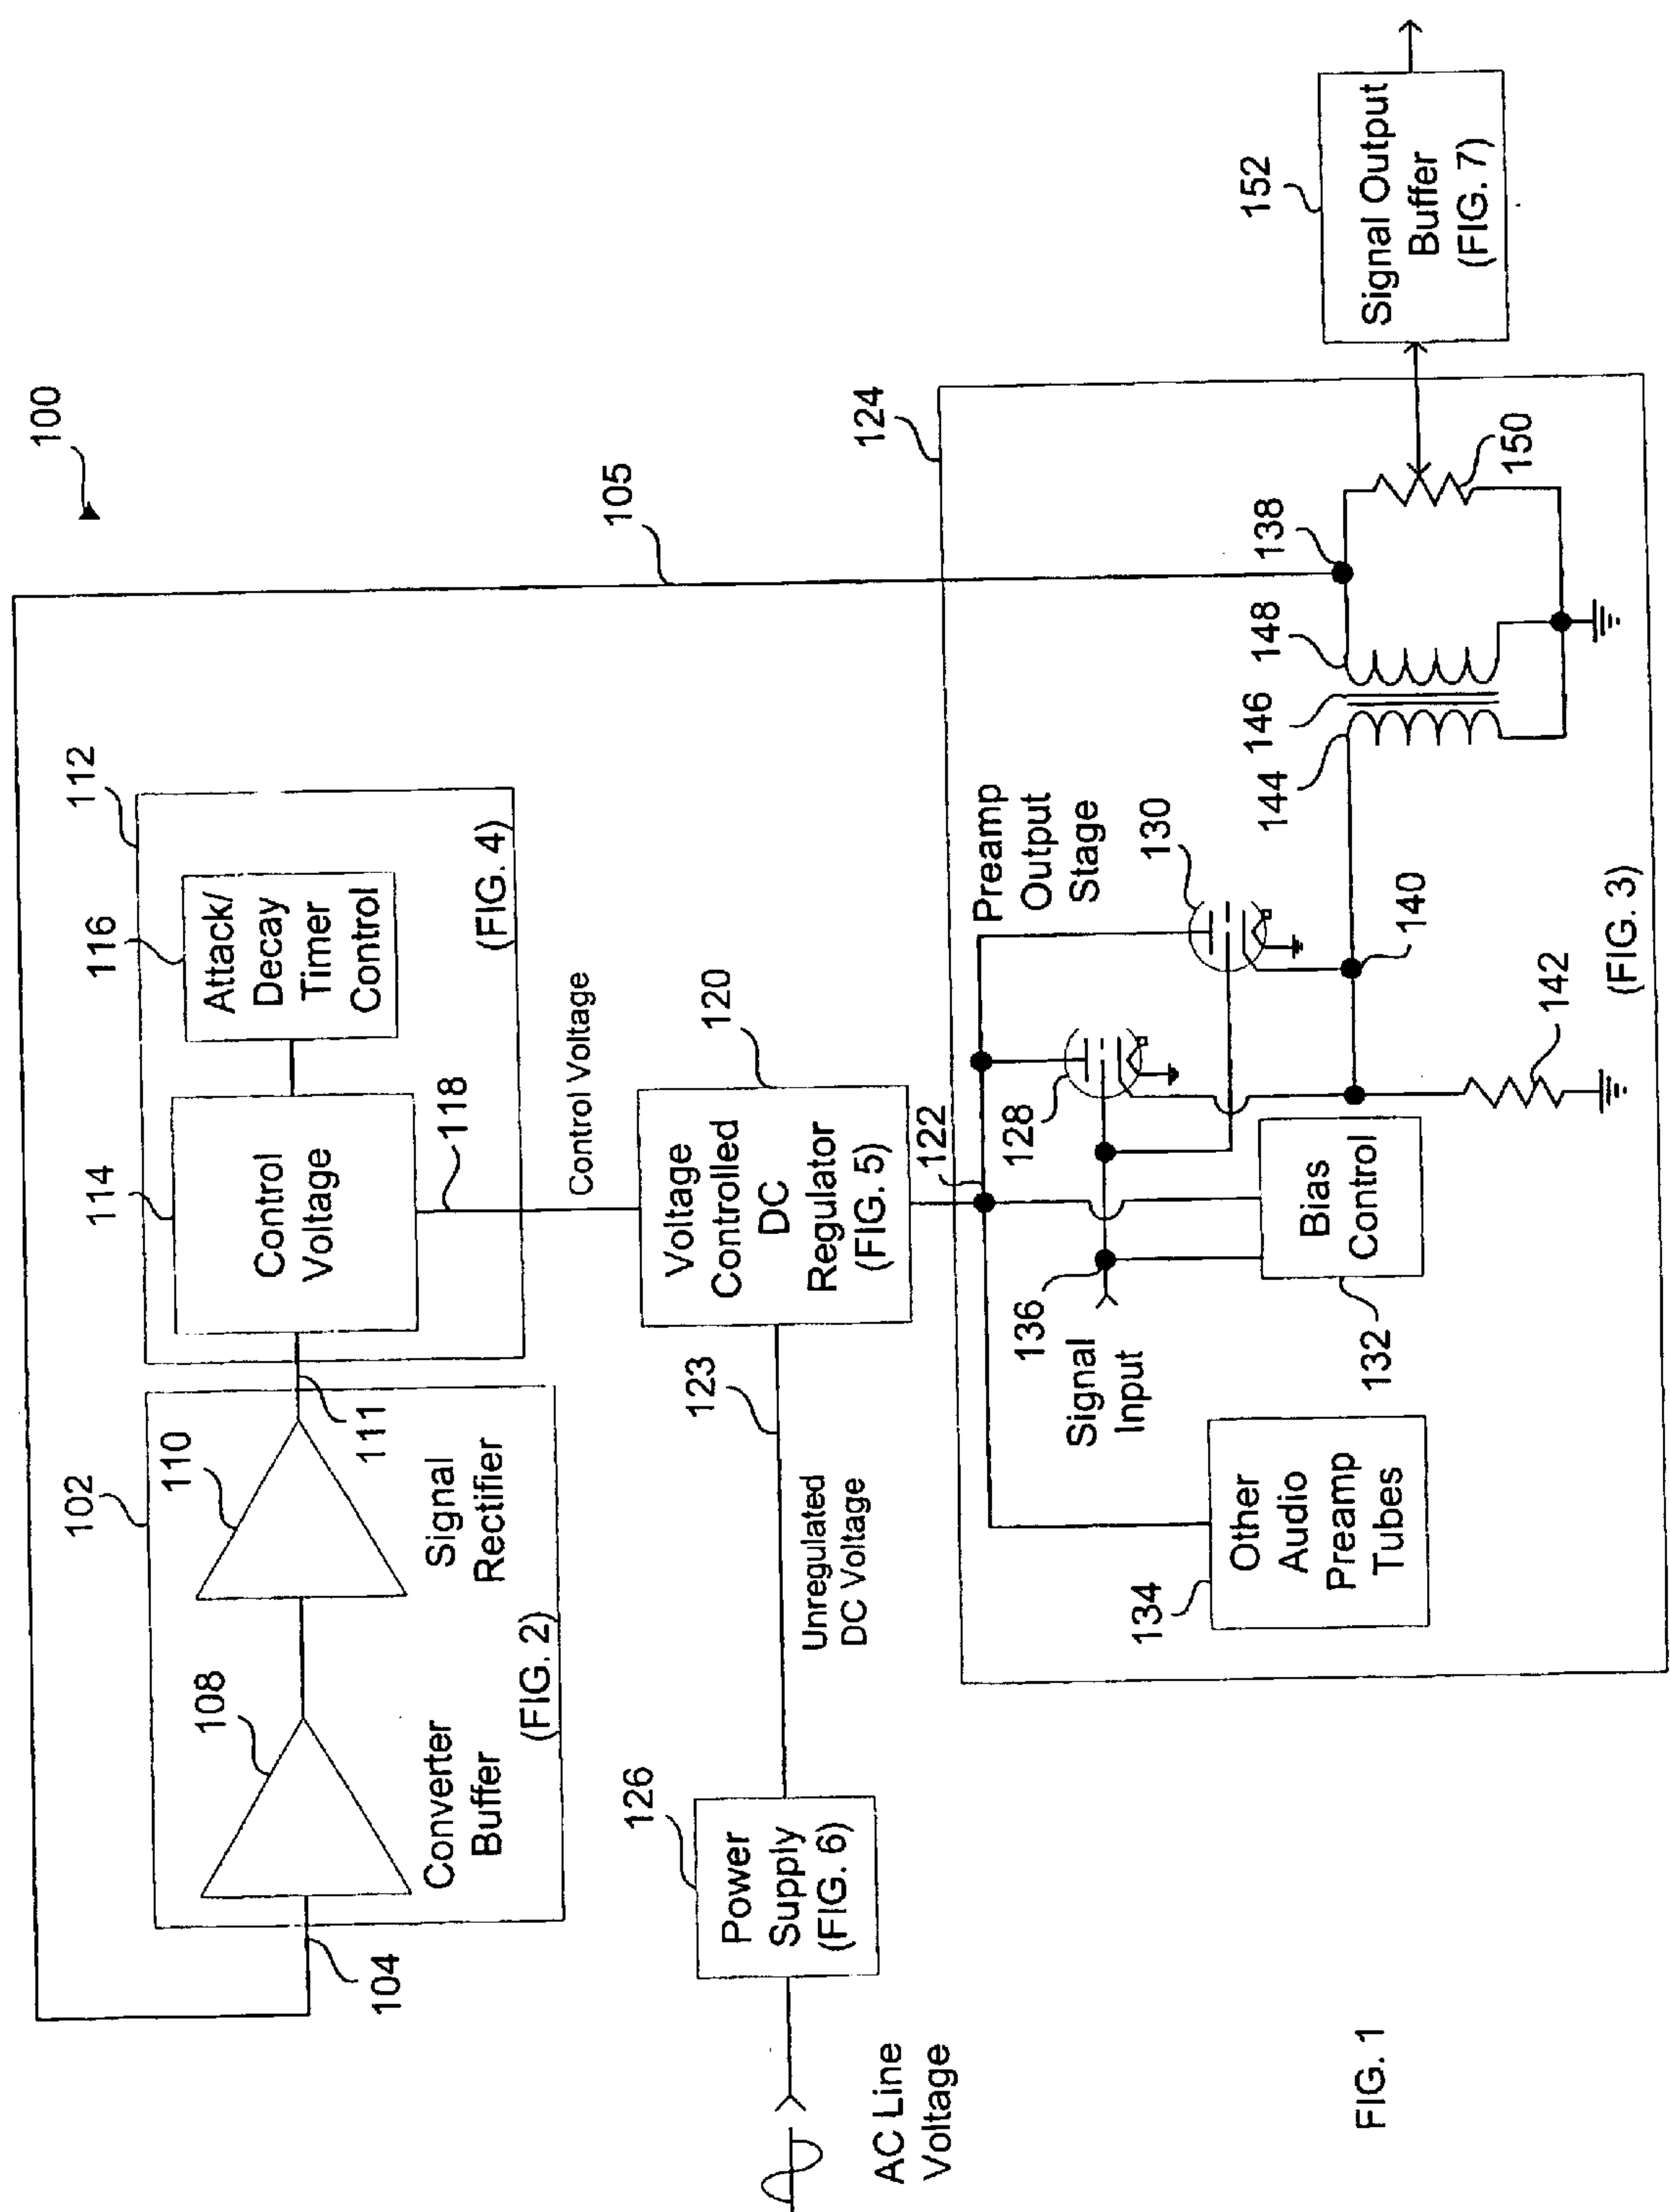 100
102
108
Converter
Buffer
110
Signal
Rectifier
(FIG. 2)
104
111
112
114
Control
Voltage
116
Attack/
Decay
Timer
Control
(FIG. 4)
118
Control Voltage
105
AC Line
Voltage
126
Power
Supply
(FIG. 6)
Unregulated
DC Voltage
123
120
Voltage
Controlled
DC
Regulator
(FIG. 5)
122
124
134
Other
Audio
Preamp
Tubes
Signal
Input
136
132
Bias
Control
128
130
Preamp
Output
Stage
140
142
144
146
148
138
150
(FIG. 3)
152
Signal Output
Buffer
(FIG. 7)
FIG. 1